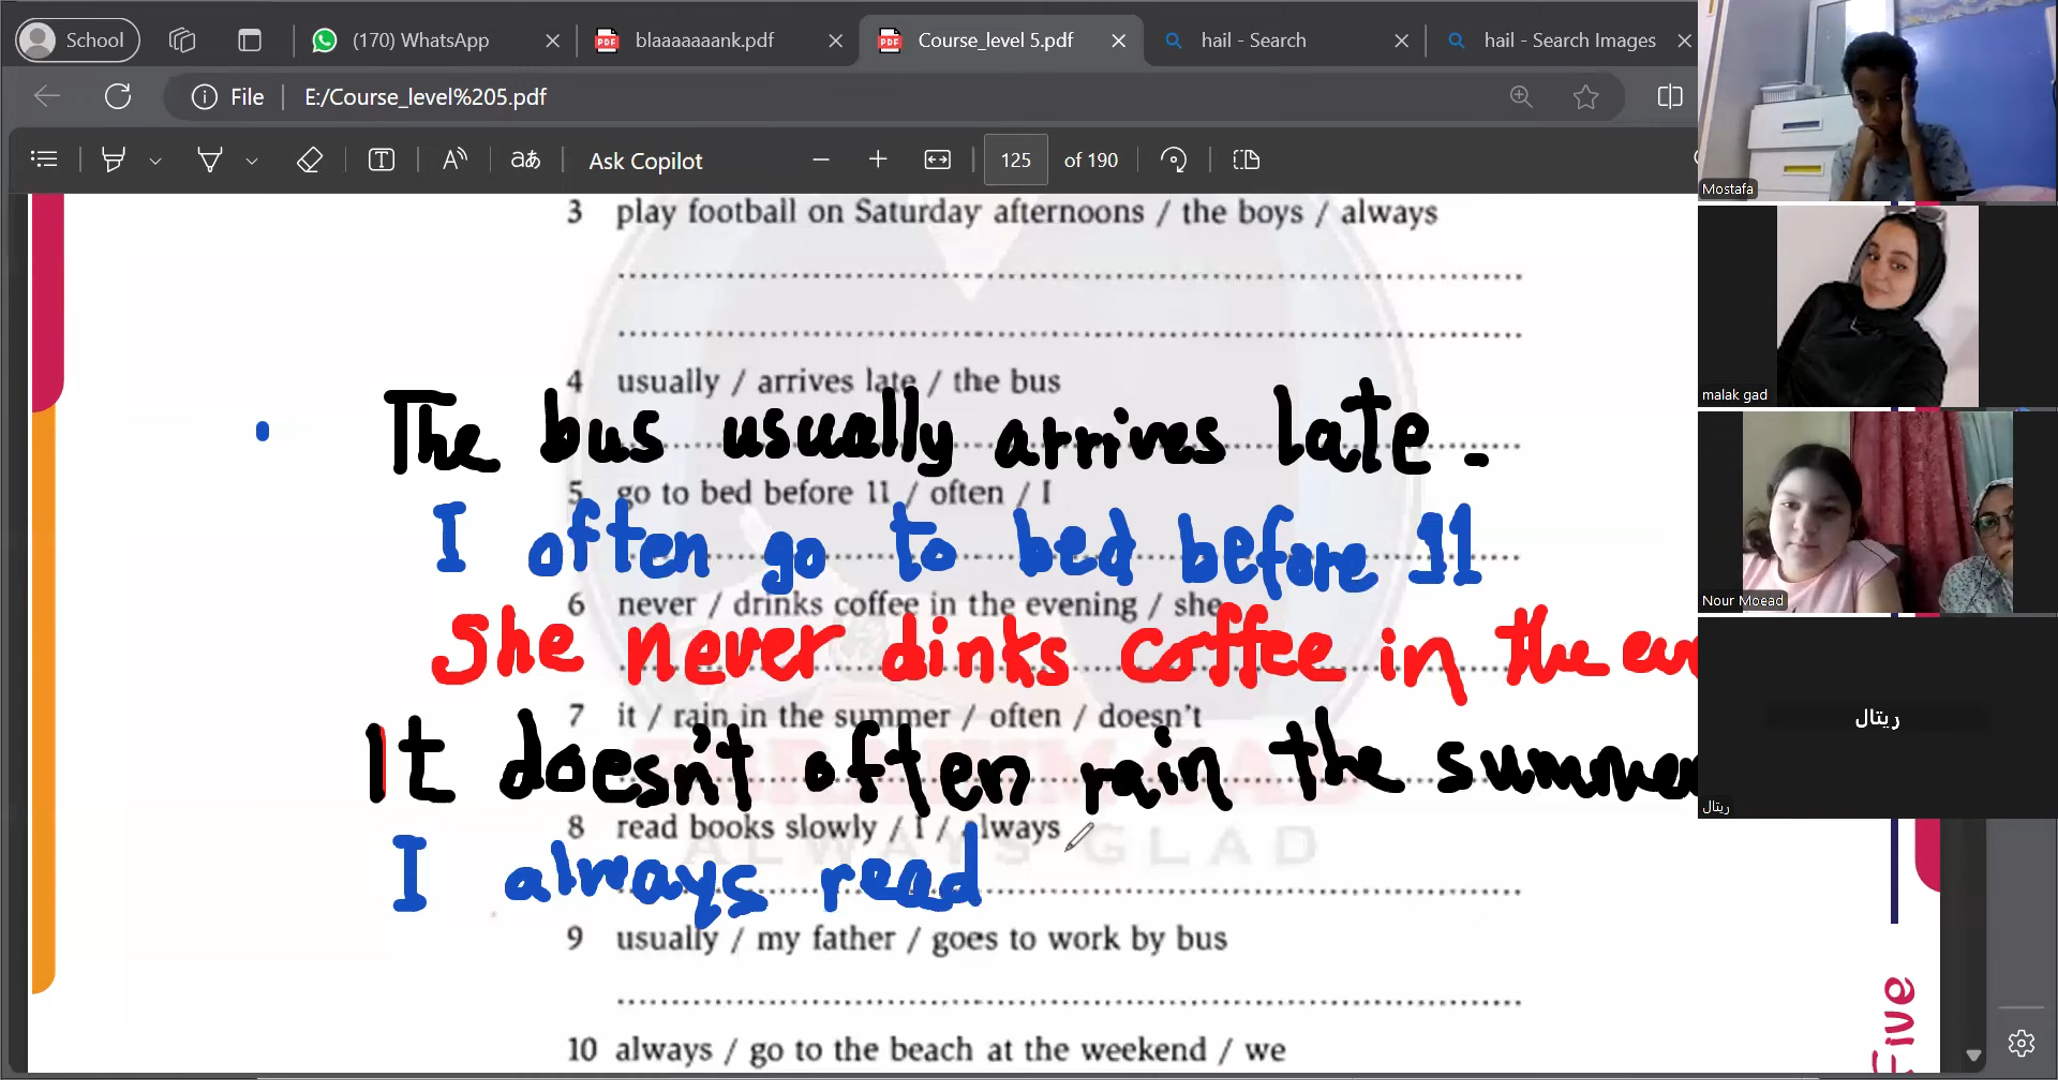 School
(170) WhatsApp
blaaaaaaank.pdf
Course_level 5.pdf
hail - Search
hail - Search Images
File
E:/Course_level%205.pdf
Ask Copilot
125 of 190
3 play football on Saturday afternoons / the boys / always
4 usually / arrives late / the bus
The bus usually arrives late.
5 go to bed before 11 / often / I
I often go to bed before 11
6 never / drinks coffee in the evening / she
She never dinks coffee in the eve
7 it / rain in the summer / often / doesn't
It doesn't often rain the summer
8 read books slowly / I / always
ALWAYS GLAD
I always read
9 usually / my father / goes to work by bus
10 always / go to the beach at the weekend / we
Five
Mostafa
malak gad
Nour Moead
ريتال
ريتال